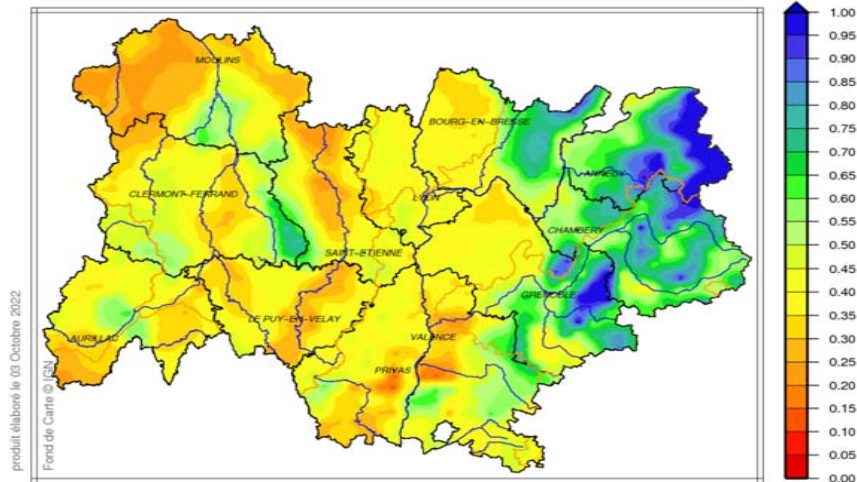 MOULINS
BOURG-EN-BRESSE
ANNECY
CLERMONT-FERRAND
LYON
CHAMBERY
SAINT-ETIENNE
GRENOBLE
LE PUY-EN-VELAY
AURILLAC
VALENCE
PRIVAS
produit élaboré le 03 Octobre 2022
Fond de Carte © IGN
1.00
0.95
0.90
0.85
0.80
0.75
0.70
0.65
0.60
0.55
0.50
0.45
0.40
0.35
0.30
0.25
0.20
0.15
0.10
0.05
0.00